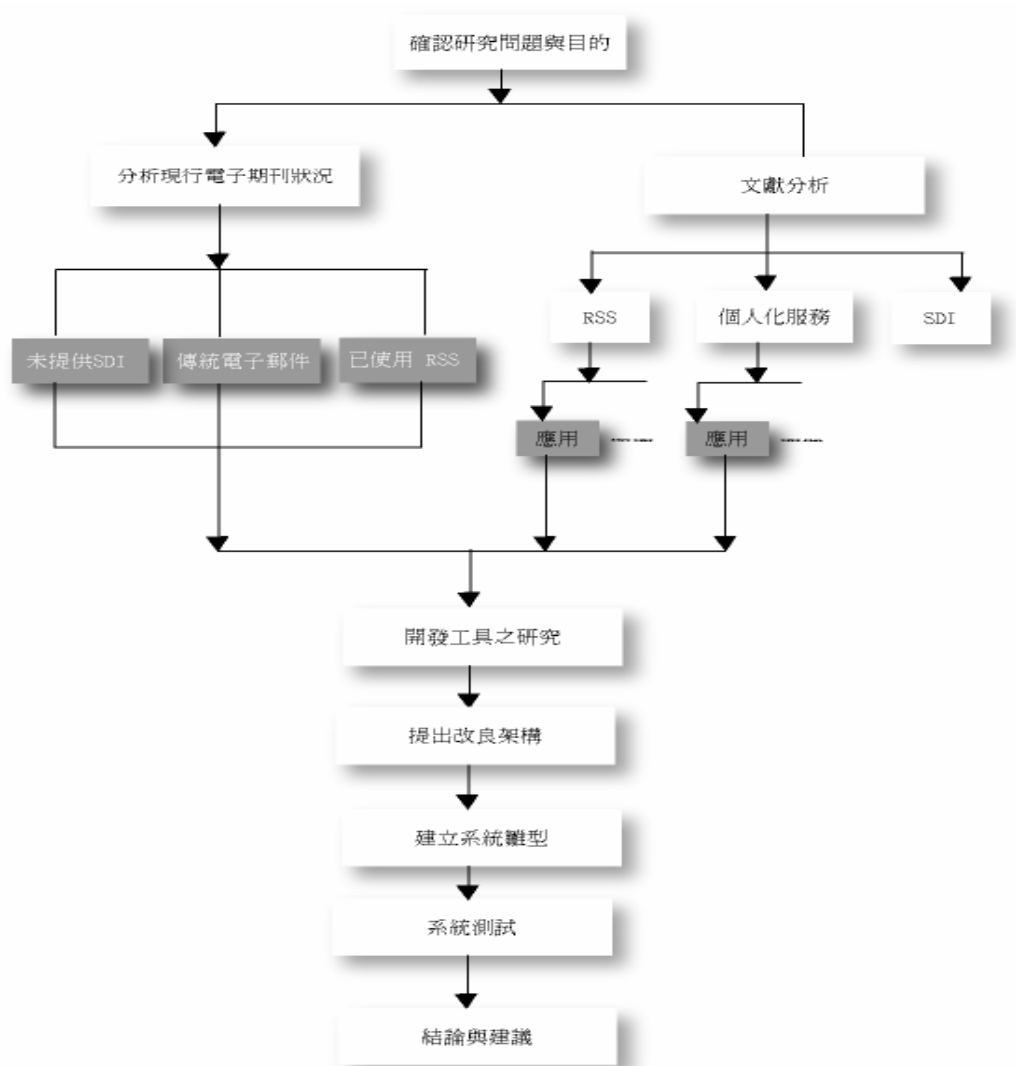 確認研究問題與目的
分析現行電子期刊狀況
文獻分析
RSS
個人化服務
SDI
未提供SDI
傳統電子郵件
已使用 RSS
應用
應用
開發工具之研究
提出改良架構
建立系統雛型
系統測試
結論與建議